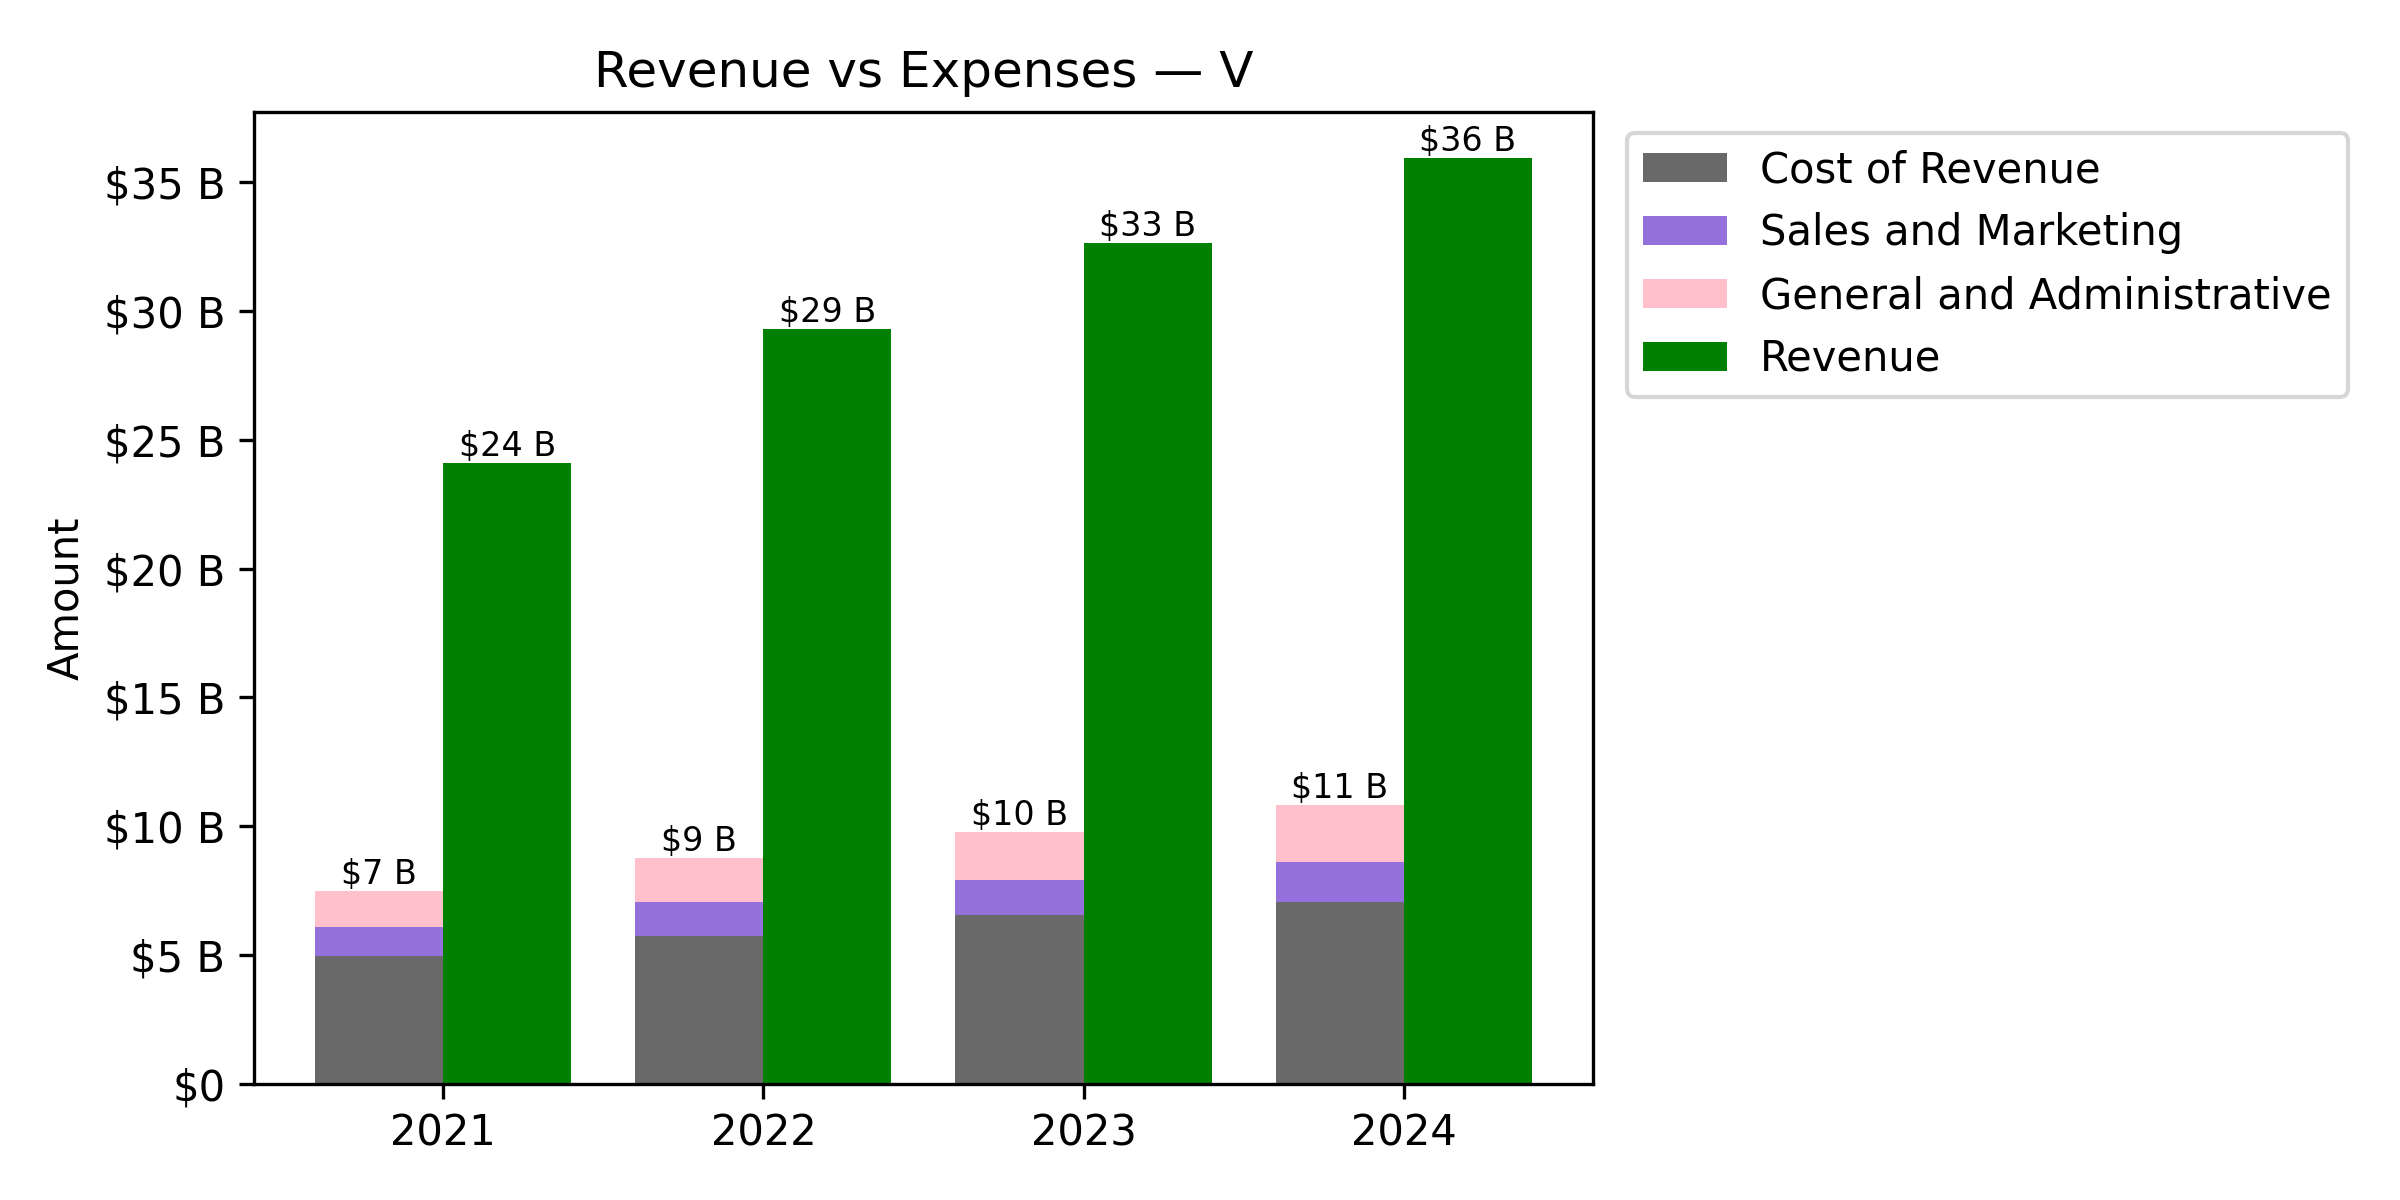 Revenue vs Expenses — V
Amount
$35 B
$30 B
$25 B
$20 B
$15 B
$10 B
$5 B
$0
$7 B
$24 B
$9 B
$29 B
$10 B
$33 B
$11 B
$36 B
2021
2022
2023
2024
Cost of Revenue
Sales and Marketing
General and Administrative
Revenue